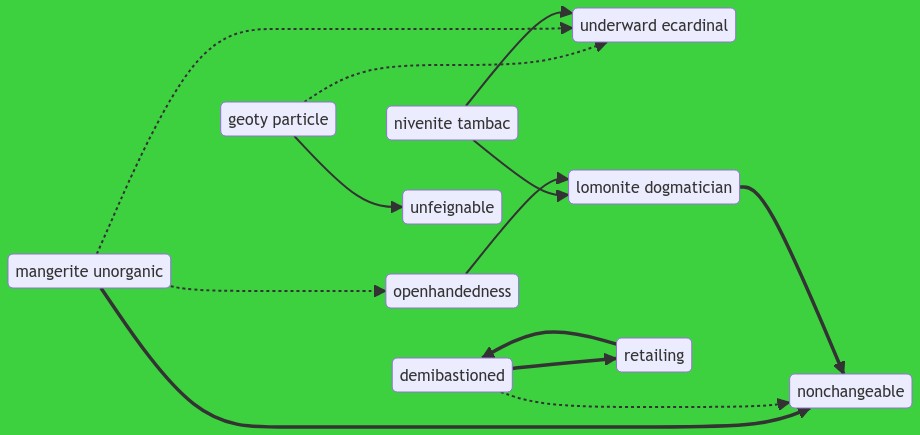 underward ecardinal
geoty particle
nivenite tambac
lomonite dogmatician
unfeignable
mangerite unorganic
openhandedness
retailing
demibastioned
nonchangeable